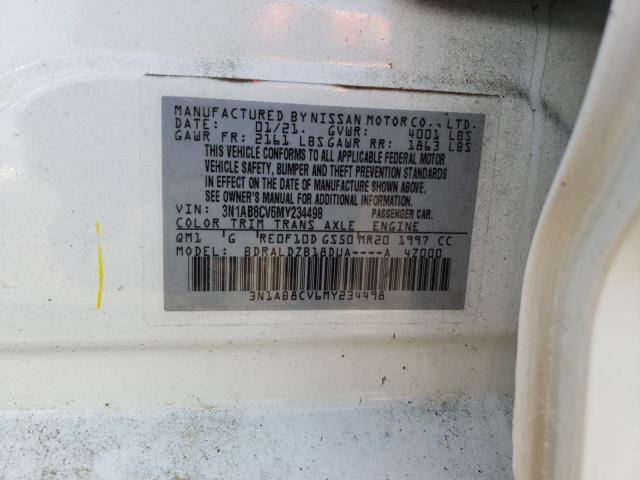 MANUFACTURED BY NISSAN MOTOR CO., LTD.
DATE: 01/21. GVWR: 4001 LBS
GAWR FR: 2161 LBS GAWR RR: 1863 LBS
THIS VEHICLE CONFORMS TO ALL APPLICABLE FEDERAL MOTOR
VEHICLE SAFETY, BUMPER AND THEFT PREVENTION STANDARDS
IN EFFECT ON THE DATE OF MANUFACTURE SHOWN ABOVE.
SEE OWNER'S MANUAL FOR ADDITIONAL INFORMATION.
VIN: 3N1AB8CV6MY234498 PASSENGER CAR.
COLOR TRIM TRANS AXLE ENGINE
QM1 G RE0F10D GS50 MR20 1997 CC
MODEL: BDRALDZB18DUA----A 4Z000
3N1AB8CV6MY234498